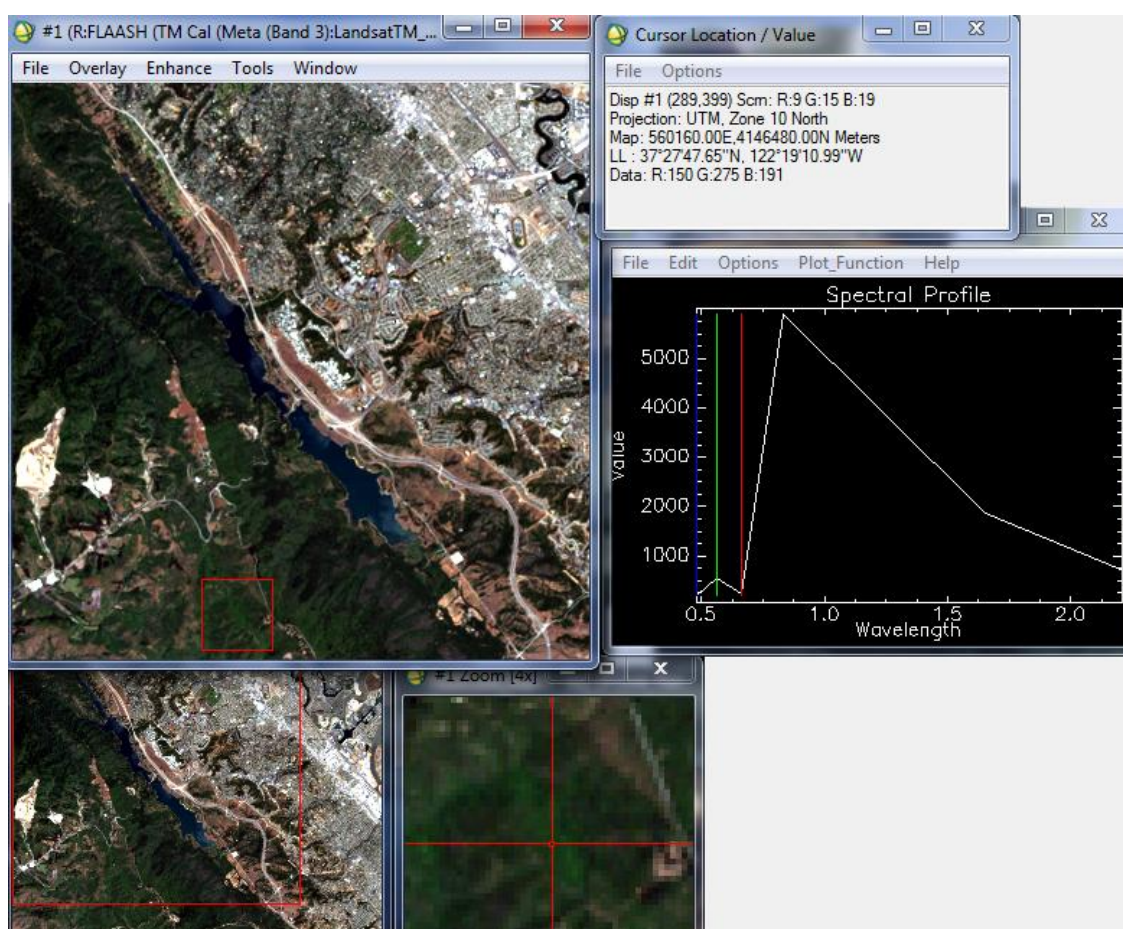 #1 (R:FLAASH (TM Cal (Meta (Band 3):LandsatTM_...
File Overlay Enhance Tools Window
Cursor Location / Value
File Options
Disp #1 (289,399) Scrn: R:9 G:15 B:19
Projection: UTM, Zone 10 North
Map: 560160.00E,4146480.00N Meters
LL : 37°27'47.65"N, 122°19'10.99"W
Data: R:150 G:275 B:191
File Edit Options Plot_Function Help
Spectral Profile
5000
4000
3000
2000
1000
Value
0.5 1.0 1.5 2.0
Wavelength
#1 Zoom [4x]